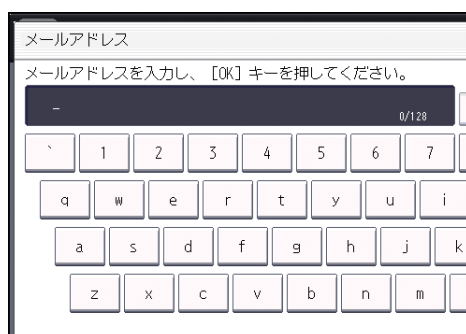 メールアドレス
メールアドレスを入力し、［OK］キーを押してください。
_
0/128
` 1 2 3 4 5 6 7
q w e r t y u i
a s d f g h j k
z x c v b n m